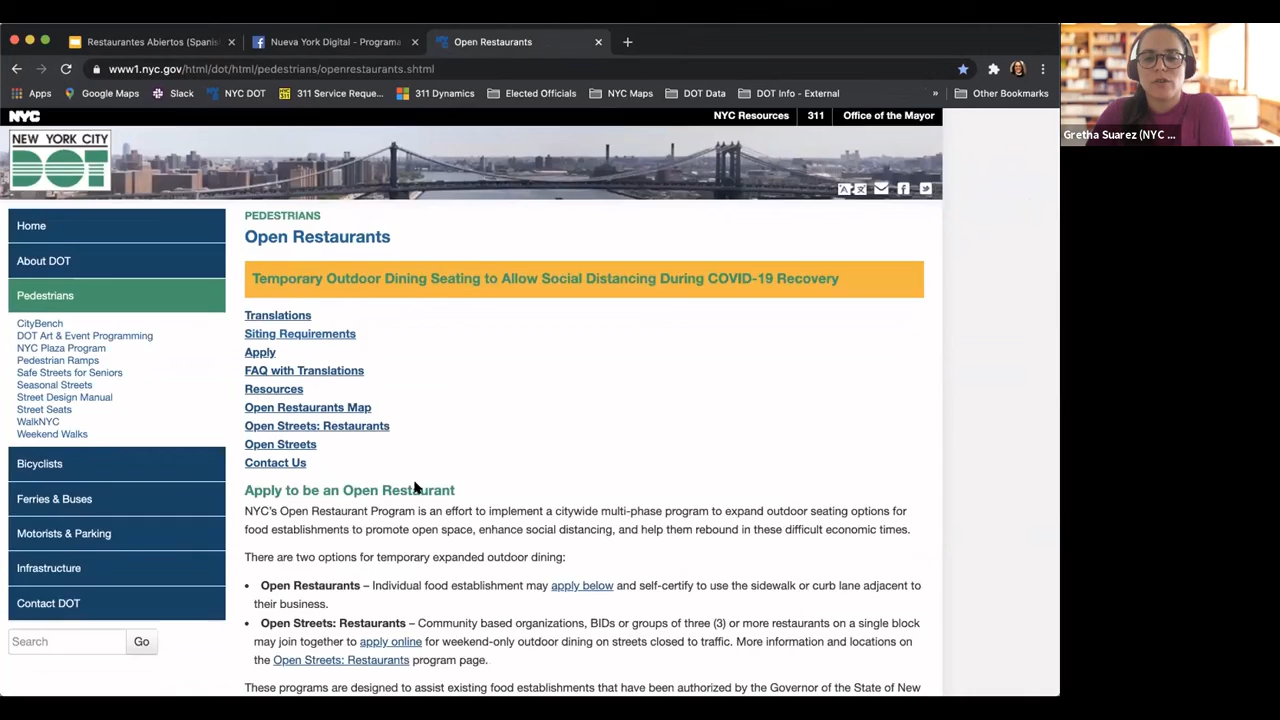 Restaurantes Abiertos (Spanis
Nueva York Digital - Programa
Open Restaurants
www1.nyc.gov/html/dot/html/pedestrians/openrestaurants.shtml
Apps
Google Maps
Slack
NYC DOT
311 Service Reque...
311 Dynamics
Elected Officials
NYC Maps
DOT Data
DOT Info - External
»
Other Bookmarks
Gretha Suarez (NYC ...
NYC
NYC Resources
311
Office of the Mayor
NEW YORK CITY
DOT
Home
About DOT
Pedestrians
CityBench
DOT Art & Event Programming
NYC Plaza Program
Pedestrian Ramps
Safe Streets for Seniors
Seasonal Streets
Street Design Manual
Street Seats
WalkNYC
Weekend Walks
Bicyclists
Ferries & Buses
Motorists & Parking
Infrastructure
Contact DOT
Search
Go
PEDESTRIANS
Open Restaurants
Temporary Outdoor Dining Seating to Allow Social Distancing During COVID-19 Recovery
Translations
Siting Requirements
Apply
FAQ with Translations
Resources
Open Restaurants Map
Open Streets: Restaurants
Open Streets
Contact Us
Apply to be an Open Restaurant
NYC's Open Restaurant Program is an effort to implement a citywide multi-phase program to expand outdoor seating options for
food establishments to promote open space, enhance social distancing, and help them rebound in these difficult economic times.
There are two options for temporary expanded outdoor dining:
• Open Restaurants – Individual food establishment may apply below and self-certify to use the sidewalk or curb lane adjacent to
their business.
• Open Streets: Restaurants – Community based organizations, BIDs or groups of three (3) or more restaurants on a single block
may join together to apply online for weekend-only outdoor dining on streets closed to traffic. More information and locations on
the Open Streets: Restaurants program page.
These programs are designed to assist existing food establishments that have been authorized by the Governor of the State of New